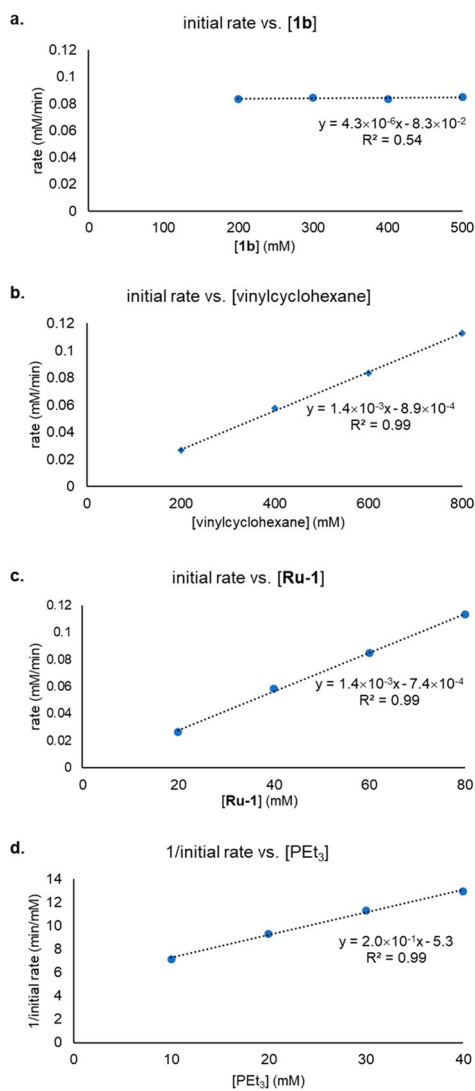 a.
initial rate vs. [1b]
0.12
0.1
0.08
0.06
0.04
0.02
0
rate (mM/min)
y = 4.3×10⁻⁶x - 8.3×10⁻²
R² = 0.54
0 100 200 300 400 500
[1b] (mM)
b.
initial rate vs. [vinylcyclohexane]
0.12
0.1
0.08
0.06
0.04
0.02
0
rate (mM/min)
y = 1.4×10⁻³x - 8.9×10⁻⁴
R² = 0.99
0 200 400 600 800
[vinylcyclohexane] (mM)
c.
initial rate vs. [Ru-1]
0.12
0.1
0.08
0.06
0.04
0.02
0
rate (mM/min)
y = 1.4×10⁻³x - 7.4×10⁻⁴
R² = 0.99
0 20 40 60 80
[Ru-1] (mM)
d.
1/initial rate vs. [PEt₃]
14
12
10
8
6
4
2
0
1/initial rate (min/mM)
y = 2.0×10⁻¹x - 5.3
R² = 0.99
0 10 20 30 40
[PEt₃] (mM)